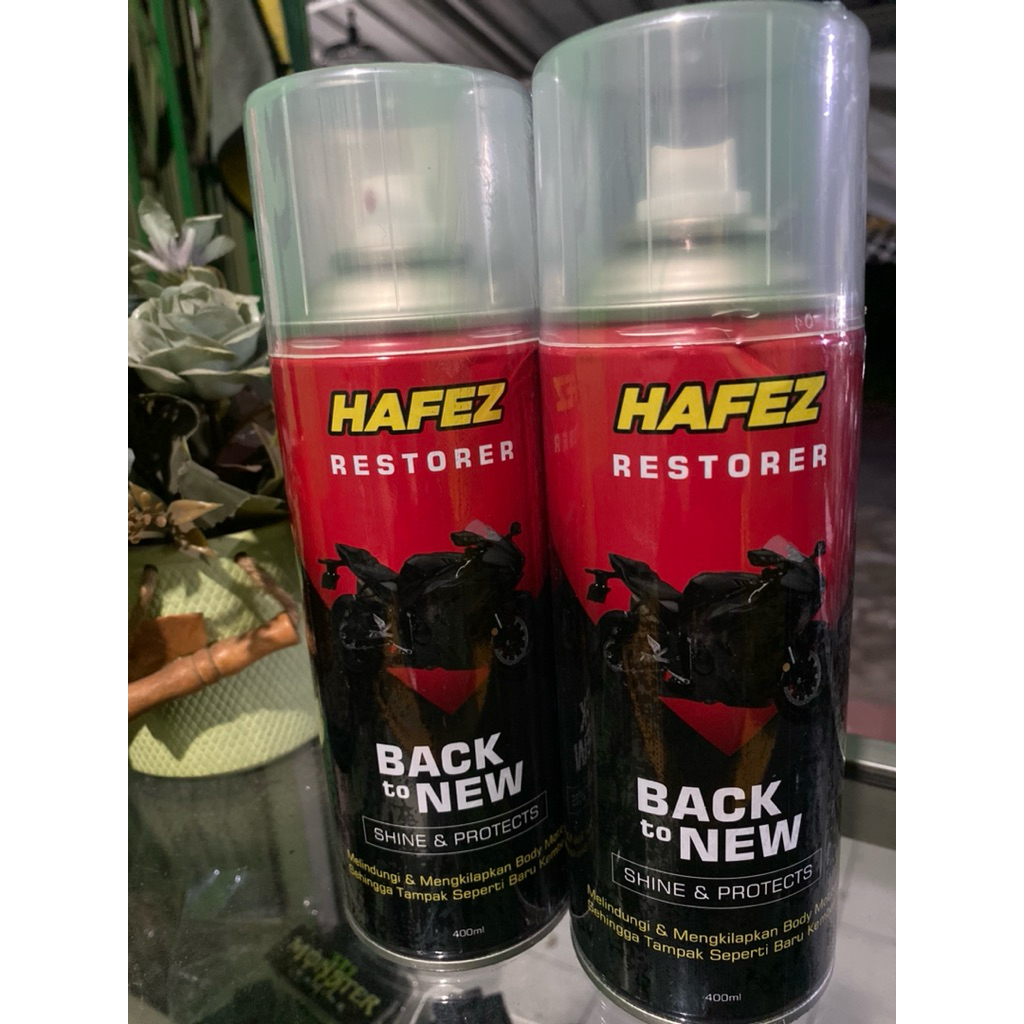 HAFEZ
RESTORER
BACK
to NEW
SHINE & PROTECTS
Melindungi & Mengkilapkan Body
Sehingga Tampak Seperti Baru
400ml
HAFEZ
RESTORER
BACK
to NEW
SHINE & PROTECTS
Melindungi & Mengkilapkan Body
Sehingga Tampak Seperti Baru
400ml
MONSTER